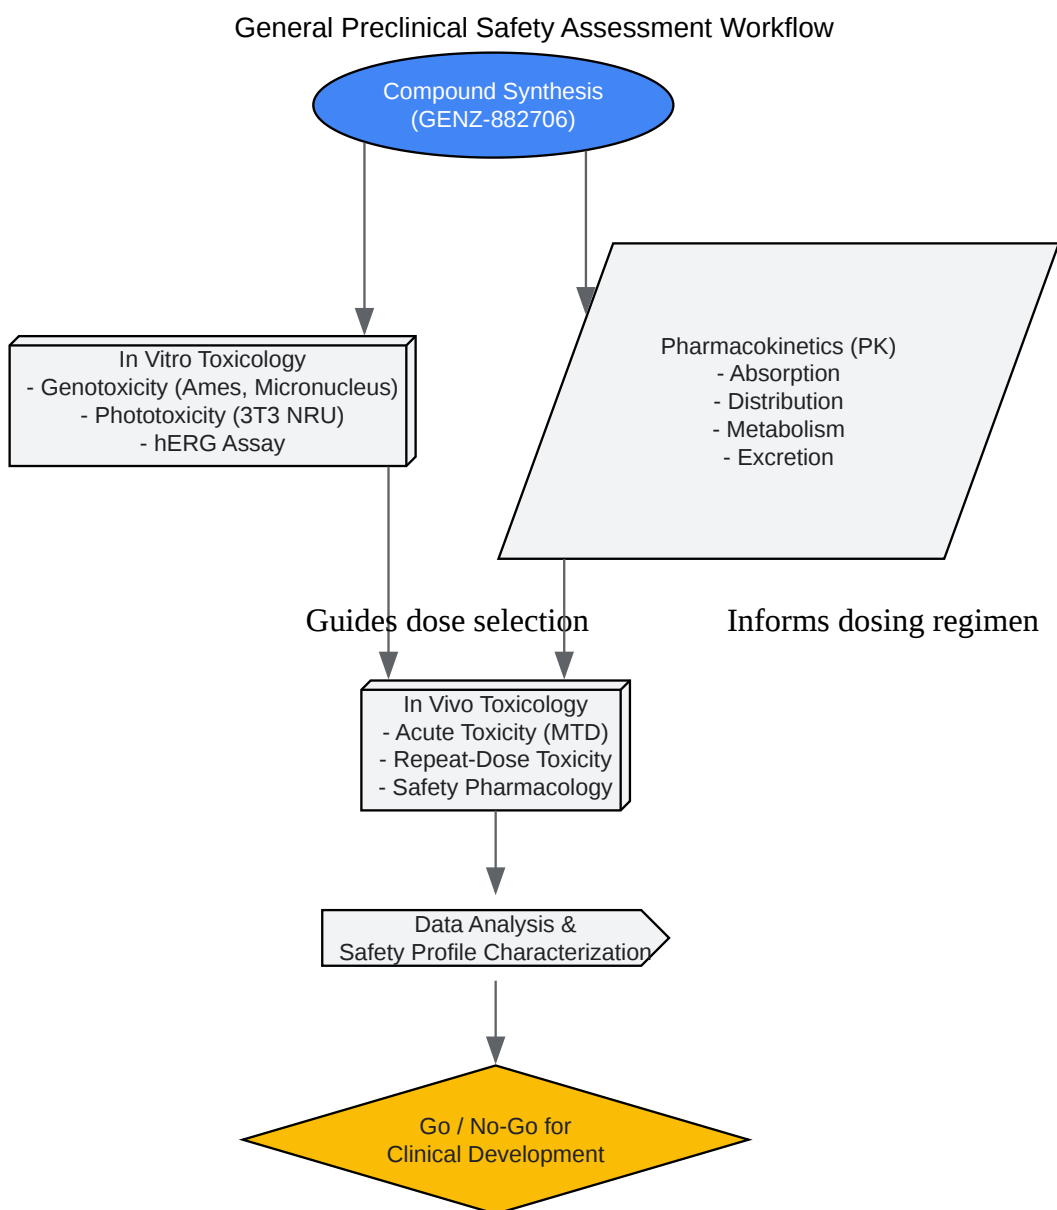 General Preclinical Safety Assessment Workflow
Compound Synthesis
(GENZ-882706)
In Vitro Toxicology
- Genotoxicity (Ames, Micronucleus)
- Phototoxicity (3T3 NRU)
- hERG Assay
Pharmacokinetics (PK)
- Absorption
- Distribution
- Metabolism
- Excretion
Guides dose selection
Informs dosing regimen
In Vivo Toxicology
- Acute Toxicity (MTD)
- Repeat-Dose Toxicity
- Safety Pharmacology
Data Analysis &
Safety Profile Characterization
Go / No-Go for
Clinical Development